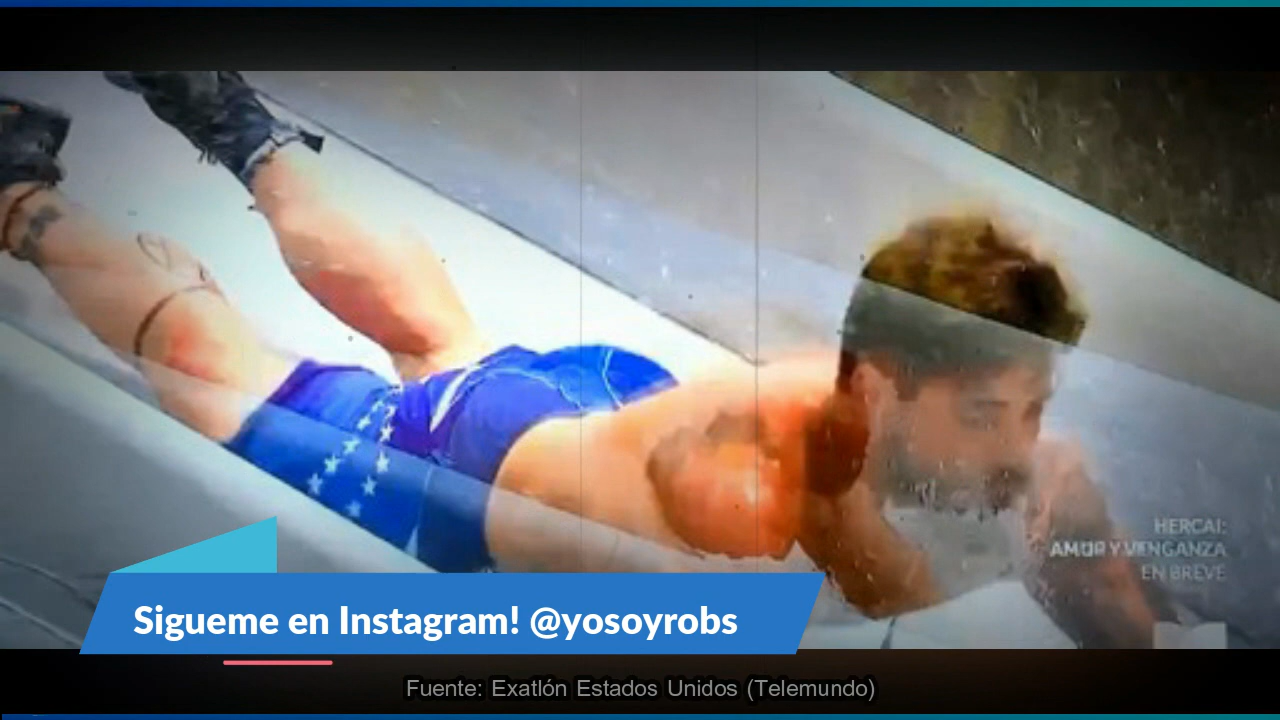 HERCAI:
AMOR Y VENGANZA
EN BREVE
Sigueme en Instagram! @yosoyrobs
Fuente: Exatlón Estados Unidos (Telemundo)